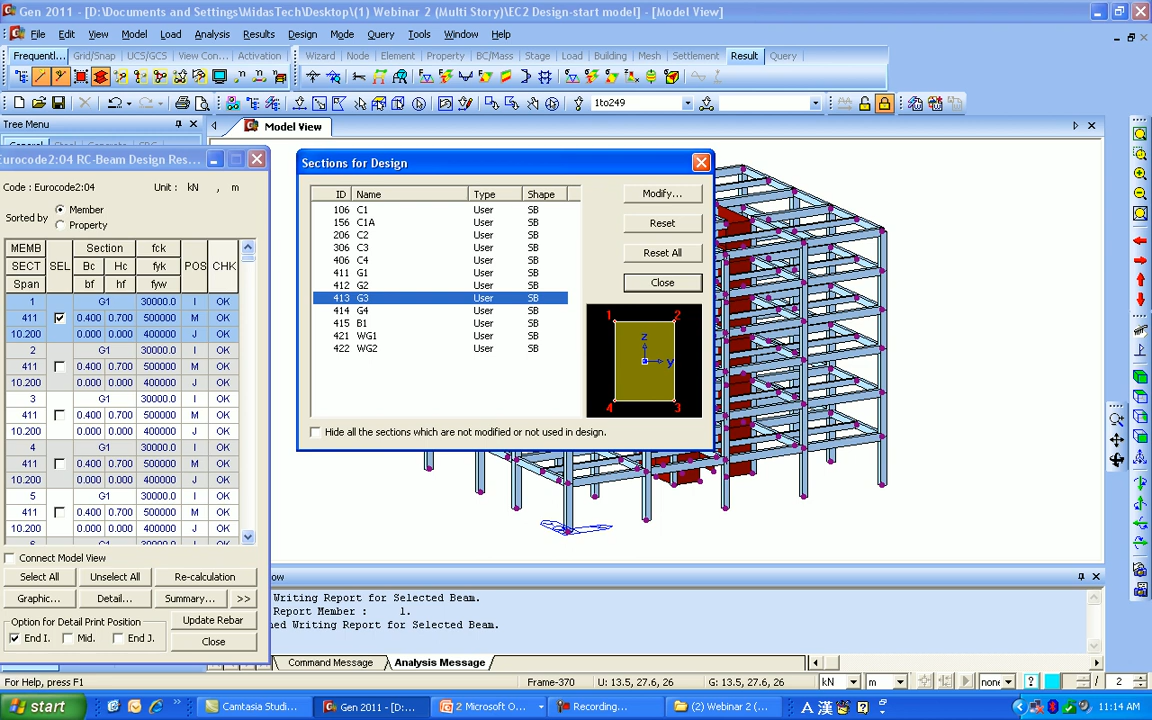 Gen 2011 - [D:\Documents and Settings\MidasTech\Desktop\(1) Webinar 2 (Multi Story)\EC2 Design-start model] - [Model View]
File Edit View Model Load Analysis Results Design Mode Query Tools Window Help
Frequentl... Grid/Snap UCS/GCS View Con... Activation Wizard Node Element Property BC/Mass Stage Load Building Mesh Settlement Result Query
1to249
Tree Menu
Model View
Eurocode2:04 RC-Beam Design Res...
Code : Eurocode2:04 Unit : kN , m
Sorted by Member
Property
MEMB Section fck
SECT SEL Bc Hc fyk POS CHK
Span bf hf fyw
1 G1 30000.0 I OK
411 0.400 0.700 500000 M OK
10.200 0.000 0.000 400000 J OK
2 G1 30000.0 I OK
411 0.400 0.700 500000 M OK
10.200 0.000 0.000 400000 J OK
3 G1 30000.0 I OK
411 0.400 0.700 500000 M OK
10.200 0.000 0.000 400000 J OK
4 G1 30000.0 I OK
411 0.400 0.700 500000 M OK
10.200 0.000 0.000 400000 J OK
5 G1 30000.0 I OK
411 0.400 0.700 500000 M OK
10.200 0.000 0.000 400000 J OK
Connect Model View
Select All Unselect All Re-calculation
Graphic... Detail... Summary... >>
Option for Detail Print Position Update Rebar
End I. Mid. End J. Close
Sections for Design
ID Name Type Shape
106 C1 User SB
156 C1A User SB
206 C2 User SB
306 C3 User SB
406 C4 User SB
411 G1 User SB
412 G2 User SB
413 G3 User SB
414 G4 User SB
415 B1 User SB
421 WG1 User SB
422 WG2 User SB
Modify...
Reset
Reset All
Close
1 2
z
y
4 3
Hide all the sections which are not modified or not used in design.
ow
Writing Report for Selected Beam.
Report Member : 1.
ed Writing Report for Selected Beam.
Command Message Analysis Message
For Help, press F1 Frame-370 U: 13.5, 27.6, 26 G: 13.5, 27.6, 26 kN m none ? / 2
start Camtasia Studi... Gen 2011 - [D:... 2 Microsoft O... Recording... (2) Webinar 2 (... A 漢 11:14 AM